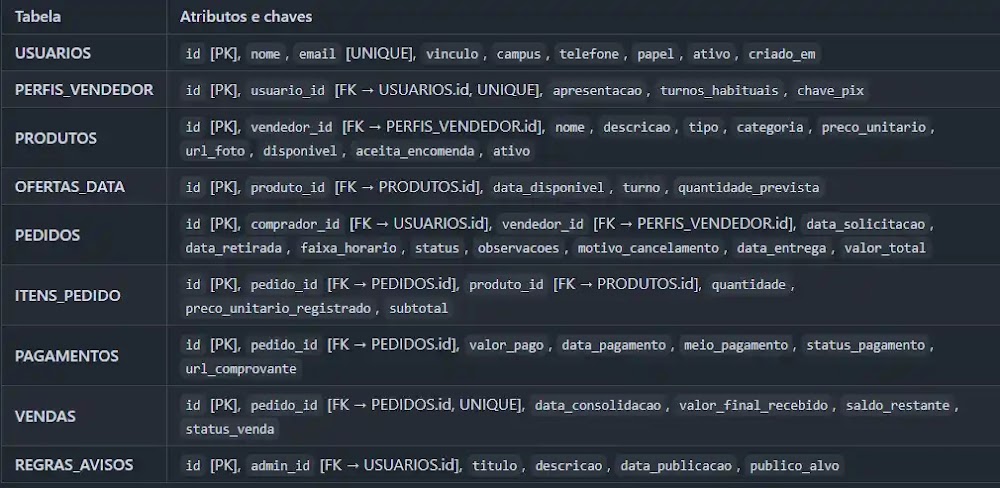 Tabela Atributos e chaves
USUARIOS id [PK], nome, email [UNIQUE], vinculo, campus, telefone, papel, ativo, criado_em
PERFIS_VENDEDOR id [PK], usuario_id [FK → USUARIOS.id, UNIQUE], apresentacao, turnos_habituais, chave_pix
PRODUTOS id [PK], vendedor_id [FK → PERFIS_VENDEDOR.id], nome, descricao, tipo, categoria, preco_unitario,
url_foto, disponivel, aceita_encomenda, ativo
OFERTAS_DATA id [PK], produto_id [FK → PRODUTOS.id], data_disponivel, turno, quantidade_prevista
PEDIDOS id [PK], comprador_id [FK → USUARIOS.id], vendedor_id [FK → PERFIS_VENDEDOR.id], data_solicitacao,
data_retirada, faixa_horario, status, observacoes, motivo_cancelamento, data_entrega, valor_total
ITENS_PEDIDO id [PK], pedido_id [FK → PEDIDOS.id], produto_id [FK → PRODUTOS.id], quantidade,
preco_unitario_registrado, subtotal
PAGAMENTOS id [PK], pedido_id [FK → PEDIDOS.id], valor_pago, data_pagamento, meio_pagamento, status_pagamento,
url_comprovante
VENDAS id [PK], pedido_id [FK → PEDIDOS.id, UNIQUE], data_consolidacao, valor_final_recebido, saldo_restante,
status_venda
REGRAS_AVISOS id [PK], admin_id [FK → USUARIOS.id], titulo, descricao, data_publicacao, publico_alvo